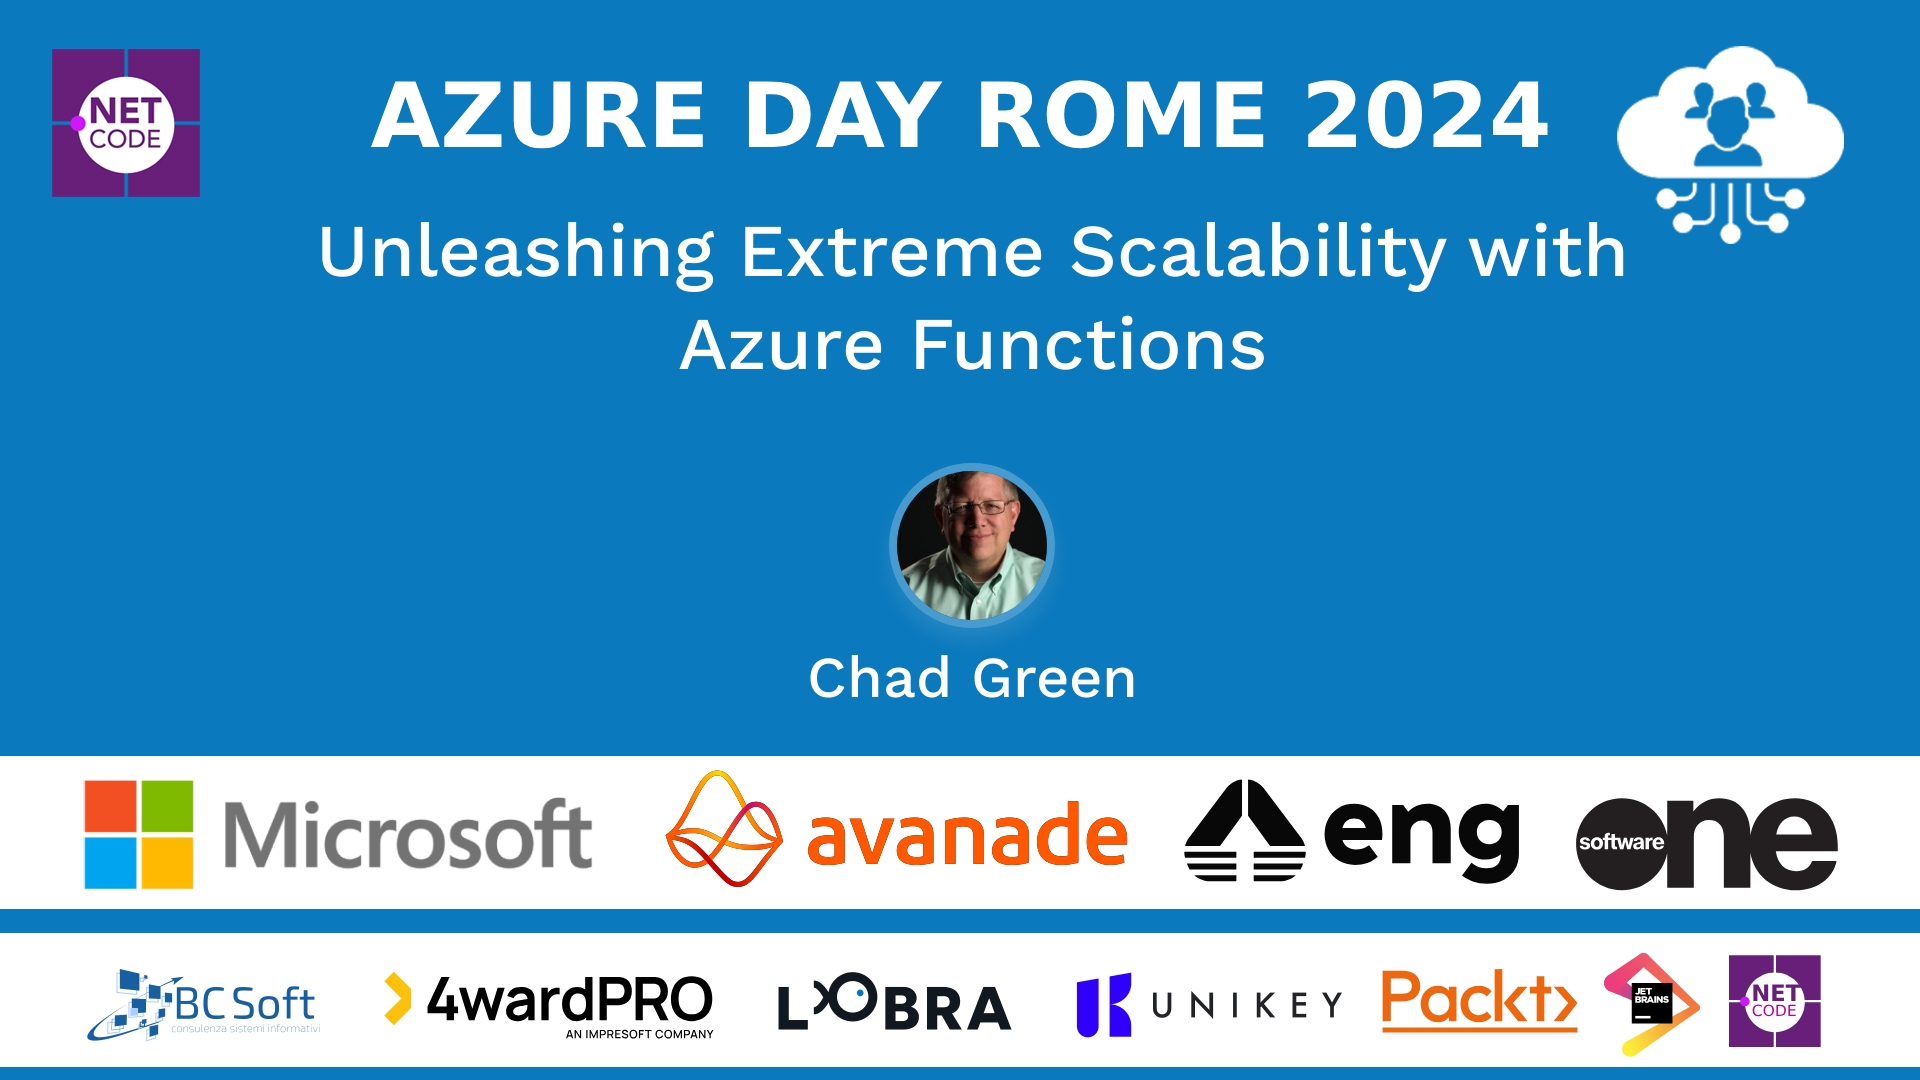 NET
CODE
AZURE DAY ROME 2024
Unleashing Extreme Scalability with
Azure Functions
Chad Green
Microsoft
avanade
eng
software
one
BC Soft
consulenza sistemi informativi
4wardPRO
AN IMPRESOFT COMPANY
LOBRA
UNIKEY
Packt
JET
BRAINS
NET
CODE